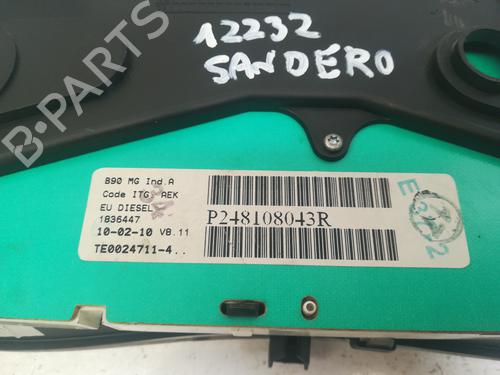 12232
SANDERO
B-PARTS
B90 MG Ind.A
Code ITG AEK
EU DIESEL
1836447
10-02-10 V8.11
TE0024711-4..
P248108043R